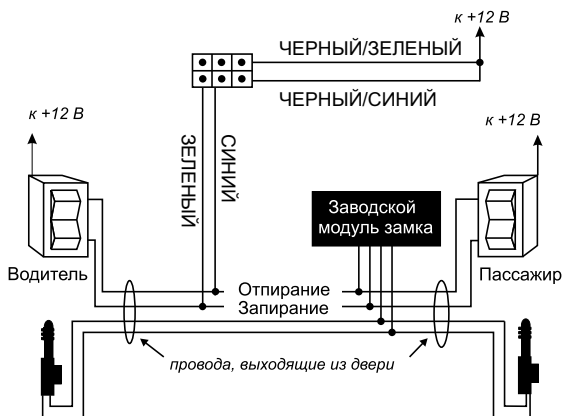 к +12 В
ЧЕРНЫЙ/ЗЕЛЕНЫЙ
ЧЕРНЫЙ/СИНИЙ
к +12 В
к +12 В
ЗЕЛЕНЫЙ
СИНИЙ
Заводской
модуль замка
Водитель
Пассажир
Отпирание
Запирание
провода, выходящие из двери